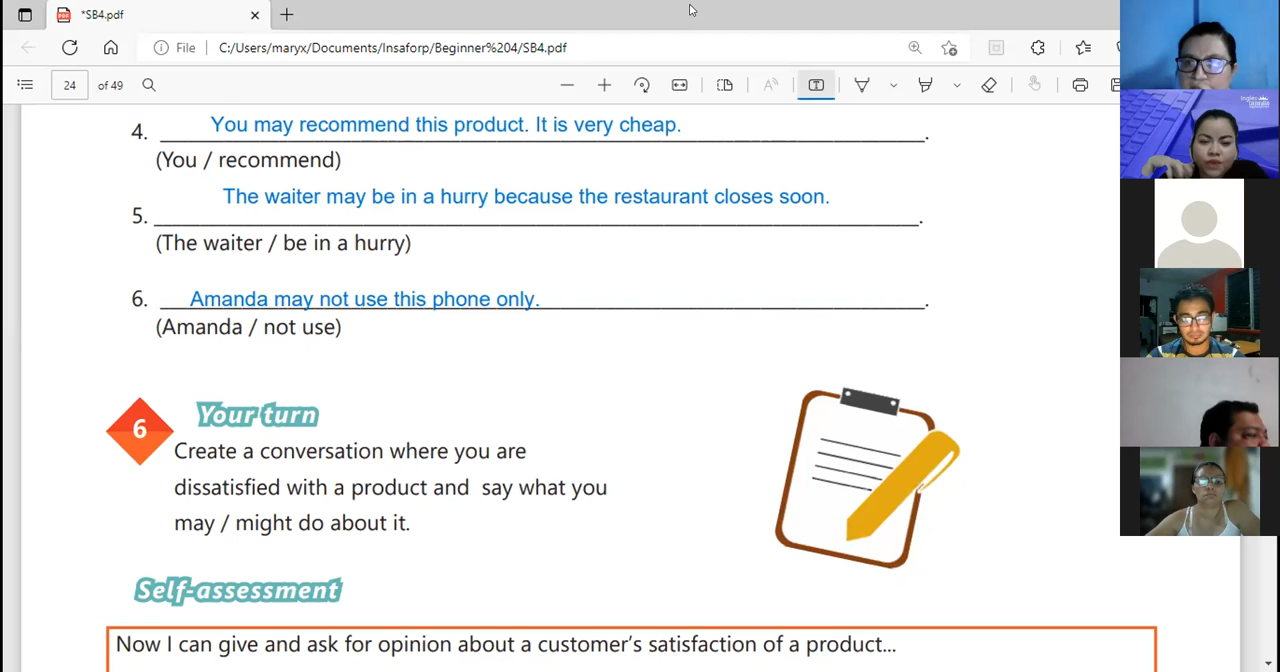 *SB4.pdf
File C:/Users/maryx/Documents/Insaforp/Beginner%204/SB4.pdf
24 of 49
4. You may recommend this product. It is very cheap. .
(You / recommend)
5. The waiter may be in a hurry because the restaurant closes soon. .
(The waiter / be in a hurry)
6. Amanda may not use this phone only. .
(Amanda / not use)
6 Your turn
Create a conversation where you are
dissatisfied with a product and say what you
may / might do about it.
Self-assessment
Now I can give and ask for opinion about a customer's satisfaction of a product...